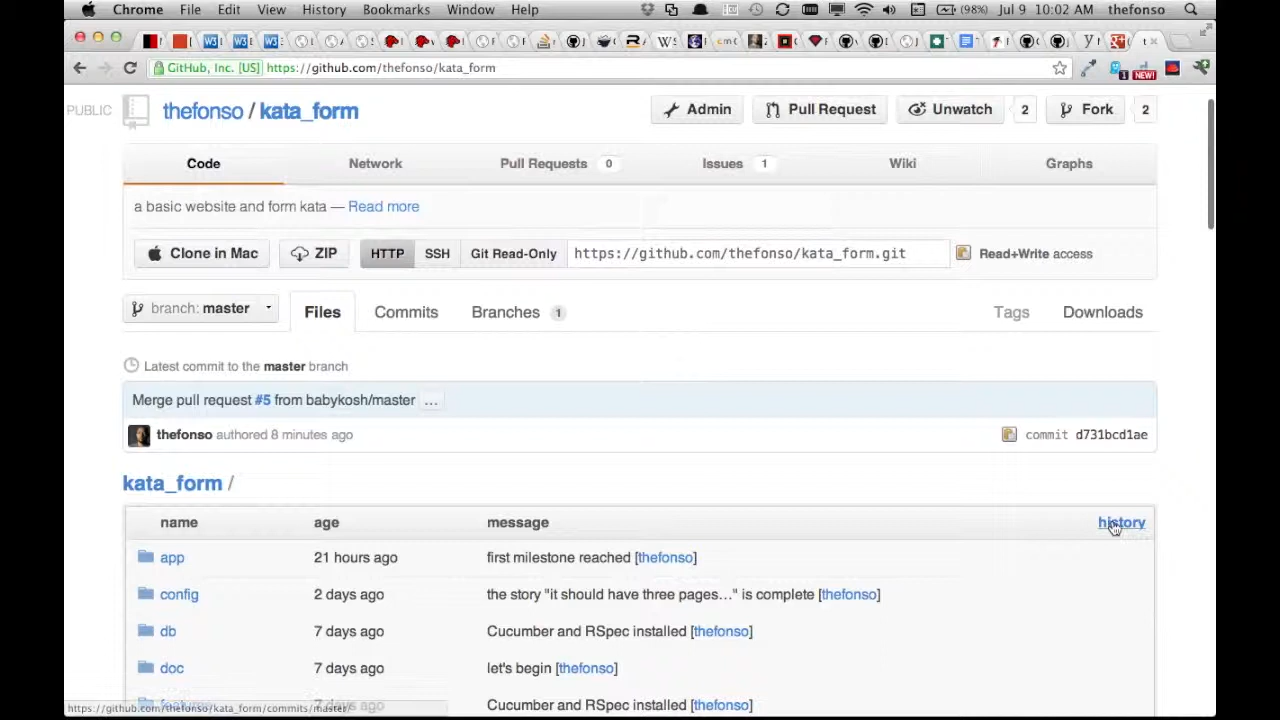 Chrome File Edit View History Bookmarks Window Help (98%) Jul 9 10:02 AM thefonso
GitHub, Inc. [US] https://github.com/thefonso/kata_form
NEW!
PUBLIC thefonso / kata_form Admin Pull Request Unwatch 2 Fork 2
Code Network Pull Requests 0 Issues 1 Wiki Graphs
a basic website and form kata — Read more
Clone in Mac ZIP HTTP SSH Git Read-Only https://github.com/thefonso/kata_form.git Read+Write access
branch: master Files Commits Branches 1 Tags Downloads
Latest commit to the master branch
Merge pull request #5 from babykosh/master ...
thefonso authored 8 minutes ago commit d731bcd1ae
kata_form /
name age message history
app 21 hours ago first milestone reached [thefonso]
config 2 days ago the story "it should have three pages…" is complete [thefonso]
db 7 days ago Cucumber and RSpec installed [thefonso]
doc 7 days ago let's begin [thefonso]
features 7 days ago Cucumber and RSpec installed [thefonso]
https://github.com/thefonso/kata_form/commits/master/